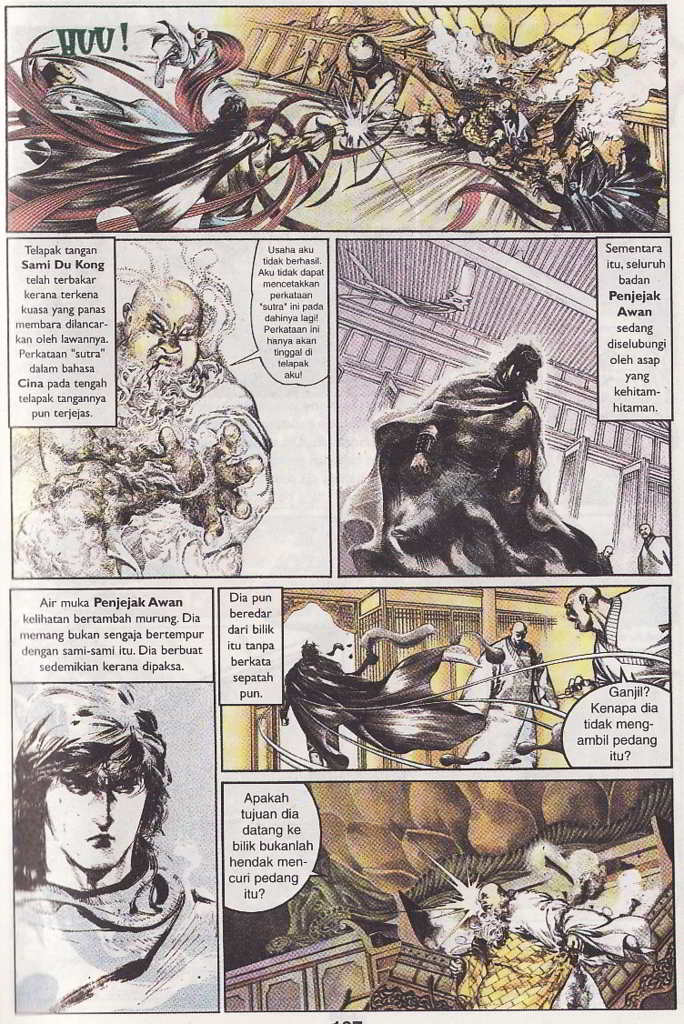 HUU!
Telapak tangan
Sami Du Kong
telah terbakar
kerana terkena
kuasa yang panas
membara dilancar-
kan oleh lawannya.
Perkataan "sutra"
dalam bahasa
Cina pada tengah
telapak tangannya
pun terjejas.
Usaha aku
tidak berhasil.
Aku tidak dapat
mencetakkan
perkataan
"sutra" ini pada
dahinya lagi!
Perkataan ini
hanya akan
tinggal di
telapak
aku!
Sementara
itu, seluruh
badan
Penjejak
Awan
sedang
diselubungi
oleh asap
yang
kehitam-
hitaman.
Air muka Penjejak Awan
kelihatan bertambah murung. Dia
memang bukan sengaja bertempur
dengan sami-sami itu. Dia berbuat
sedemikian kerana dipaksa.
Dia pun
beredar
dari bilik
itu tanpa
berkata
sepatah
pun.
Ganjil?
Kenapa dia
tidak meng-
ambil pedang
itu?
Apakah
tujuan dia
datang ke
bilik bukanlah
hendak men-
curi pedang
itu?